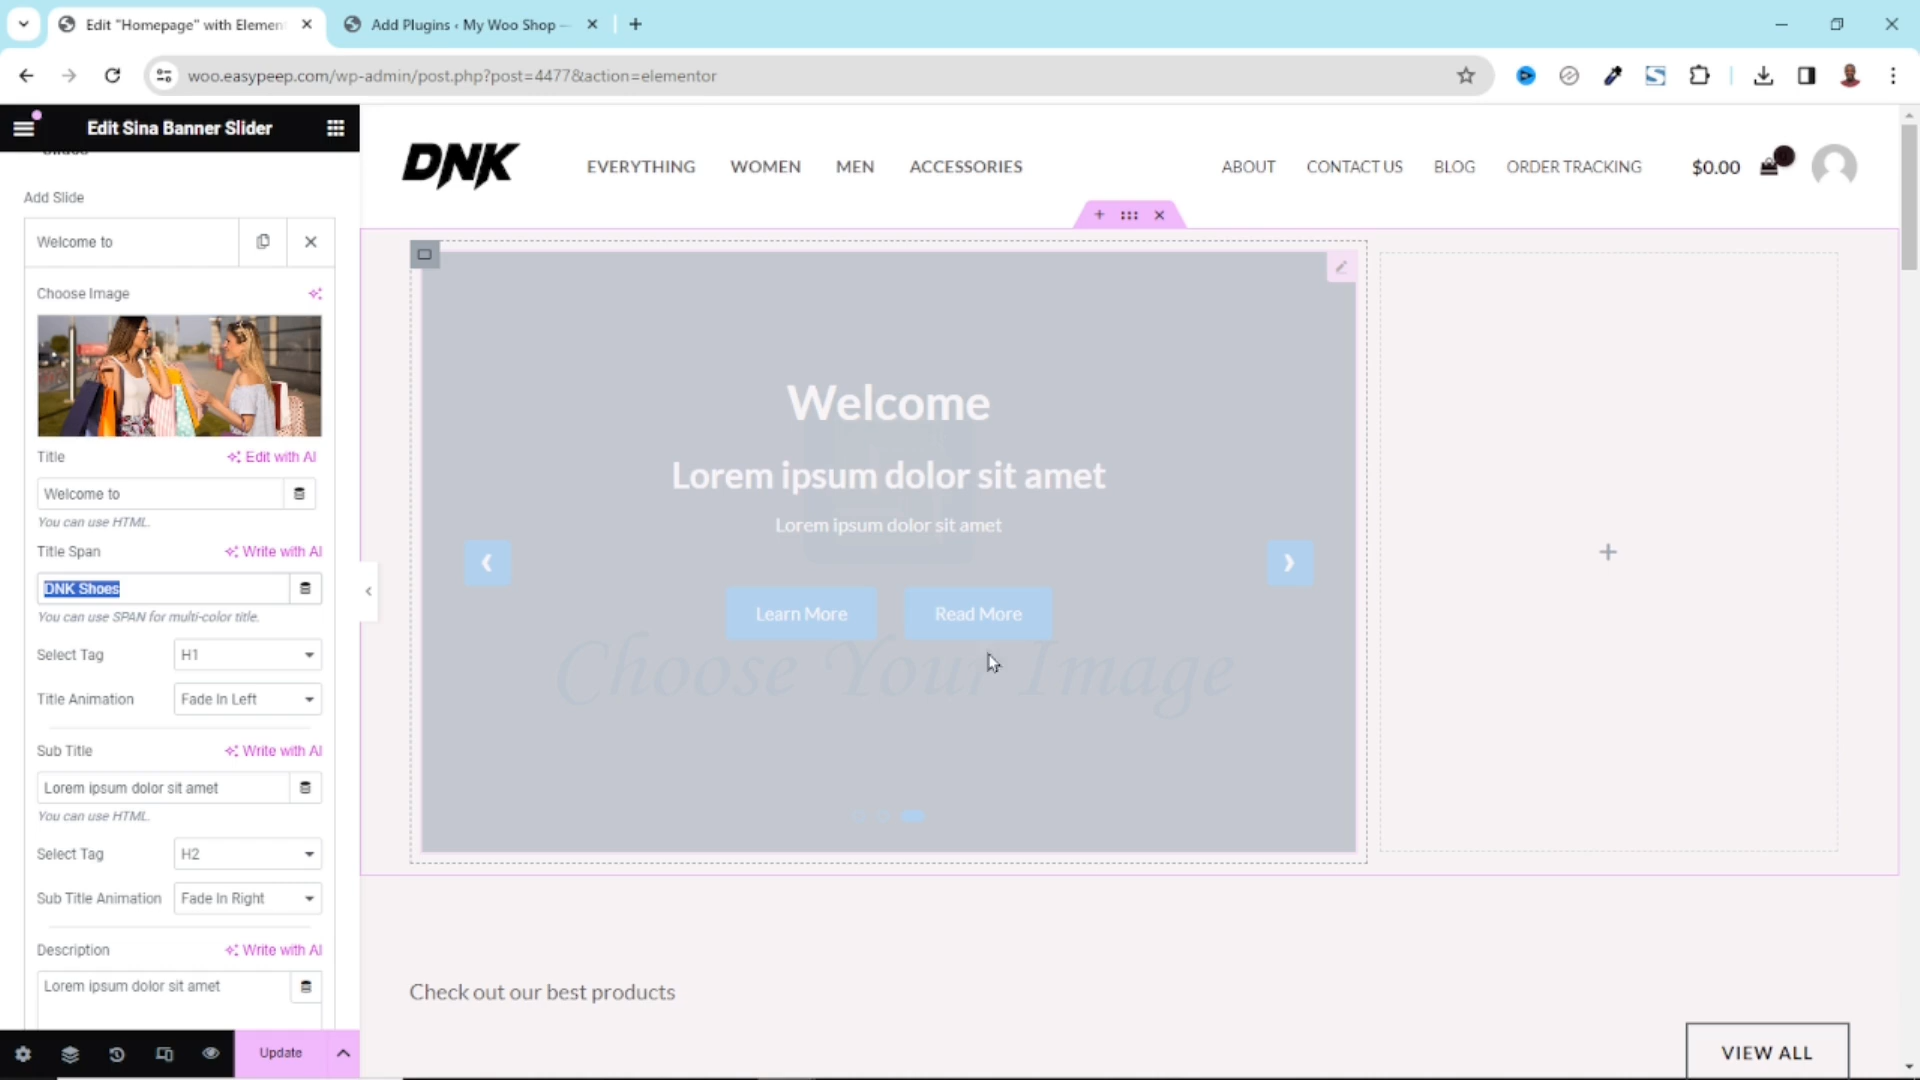 Edit "Homepage" with Elemen
Add Plugins ‹ My Woo Shop —
woo.easypeep.com/wp-admin/post.php?post=4477&action=elementor
Edit Sina Banner Slider
Add Slide
Welcome to
Choose Image
Title
Edit with AI
Welcome to
You can use HTML.
Title Span
Write with AI
DNK Shoes
You can use SPAN for multi-color title.
Select Tag
H1
Title Animation
Fade In Left
Sub Title
Write with AI
Lorem ipsum dolor sit amet
You can use HTML.
Select Tag
H2
Sub Title Animation
Fade In Right
Description
Write with AI
Lorem ipsum dolor sit amet
Update
DNK
EVERYTHING WOMEN MEN ACCESSORIES
ABOUT CONTACT US BLOG ORDER TRACKING
$0.00
Welcome
Lorem ipsum dolor sit amet
Lorem ipsum dolor sit amet
Learn More
Read More
Choose Your Image
Check out our best products
VIEW ALL